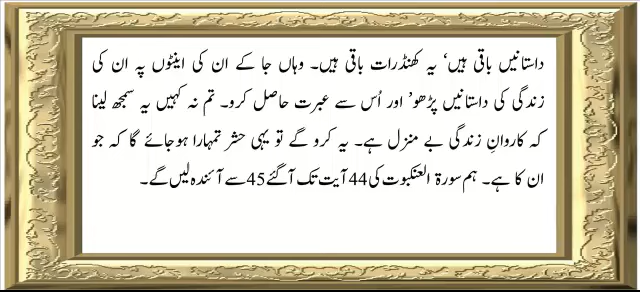 داستانیں باقی ہیں‘ یہ کھنڈرات باقی ہیں۔ وہاں جا کے ان کی اینٹوں پہ ان کی
زندگی کی داستانیں پڑھو’ اور اُس سے عبرت حاصل کرو۔ تم نہ کہیں یہ سمجھ لینا
کہ کاروانِ زندگی بے منزل ہے۔ یہ کرو گے تو یہی حشر تمہارا ہوجائے گا کہ جو
ان کا ہے۔ ہم سورۃ العنکبوت کی 44 آیت تک آگئے 45 سے آئندہ لیں گے۔